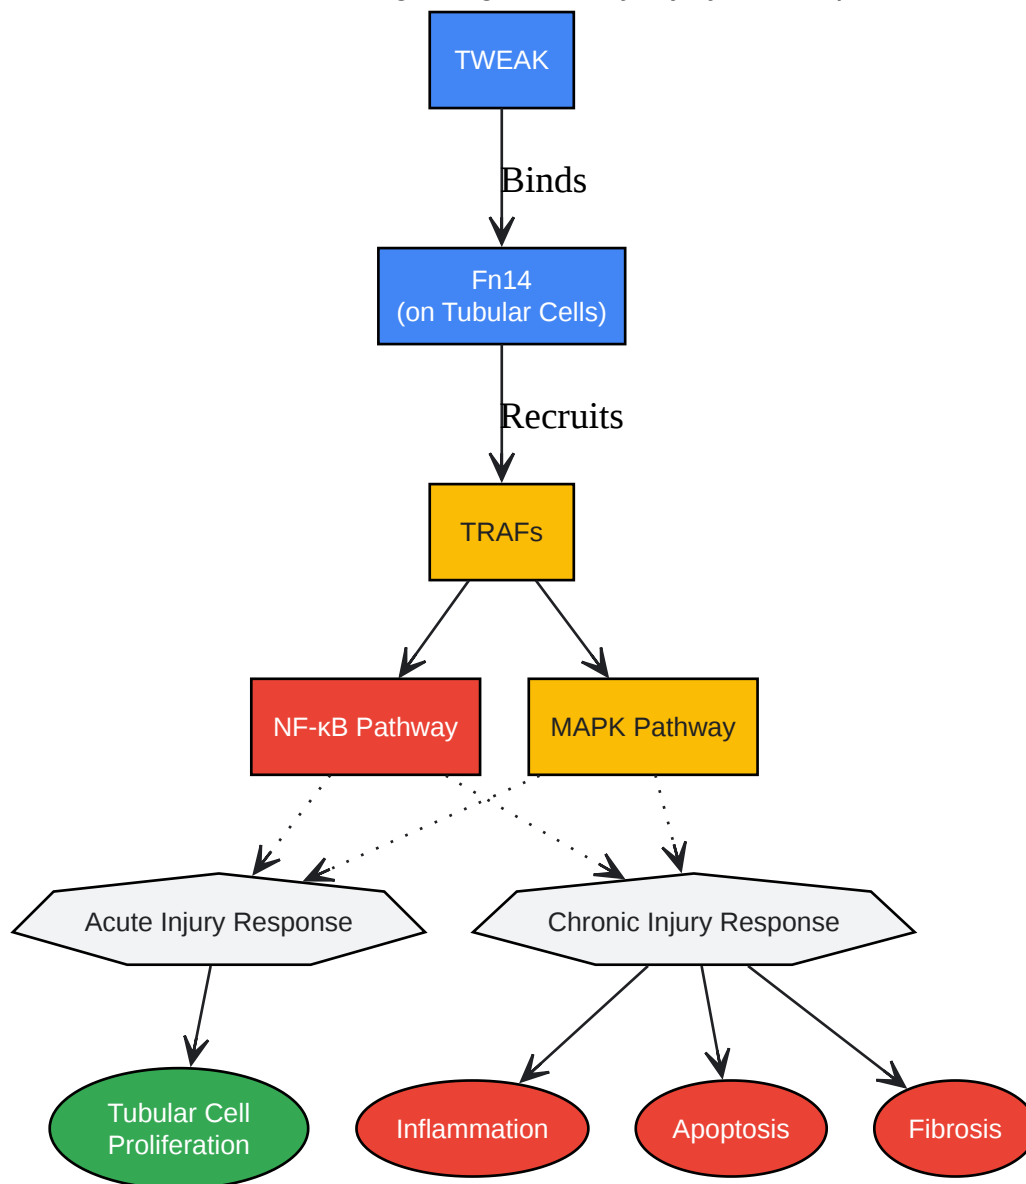 TWEAK
Binds
Fn14
(on Tubular Cells)
Recruits
TRAFs
NF-κB Pathway
MAPK Pathway
Acute Injury Response
Chronic Injury Response
Tubular Cell
Proliferation
Inflammation
Apoptosis
Fibrosis